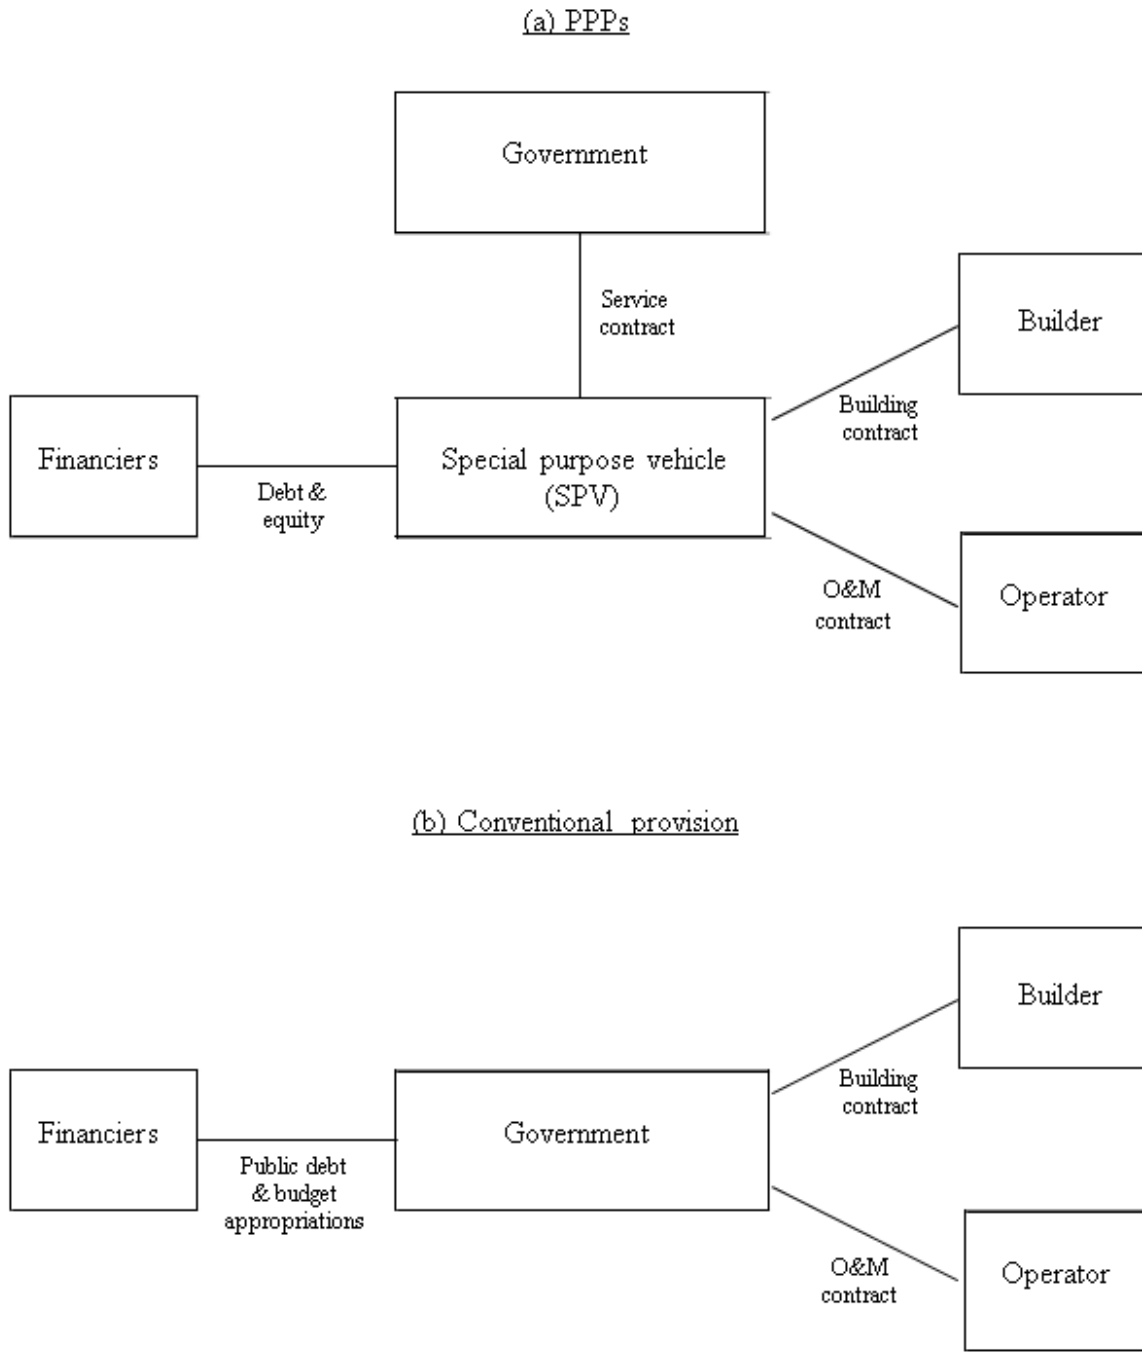 (a) PPPs
Government
Service
contract
Builder
Building
contract
Financiers
Debt &
equity
Special purpose vehicle
(SPV)
O&M
contract
Operator
(b) Conventional provision
Builder
Building
contract
Financiers
Public debt
& budget
appropriations
Government
O&M
contract
Operator